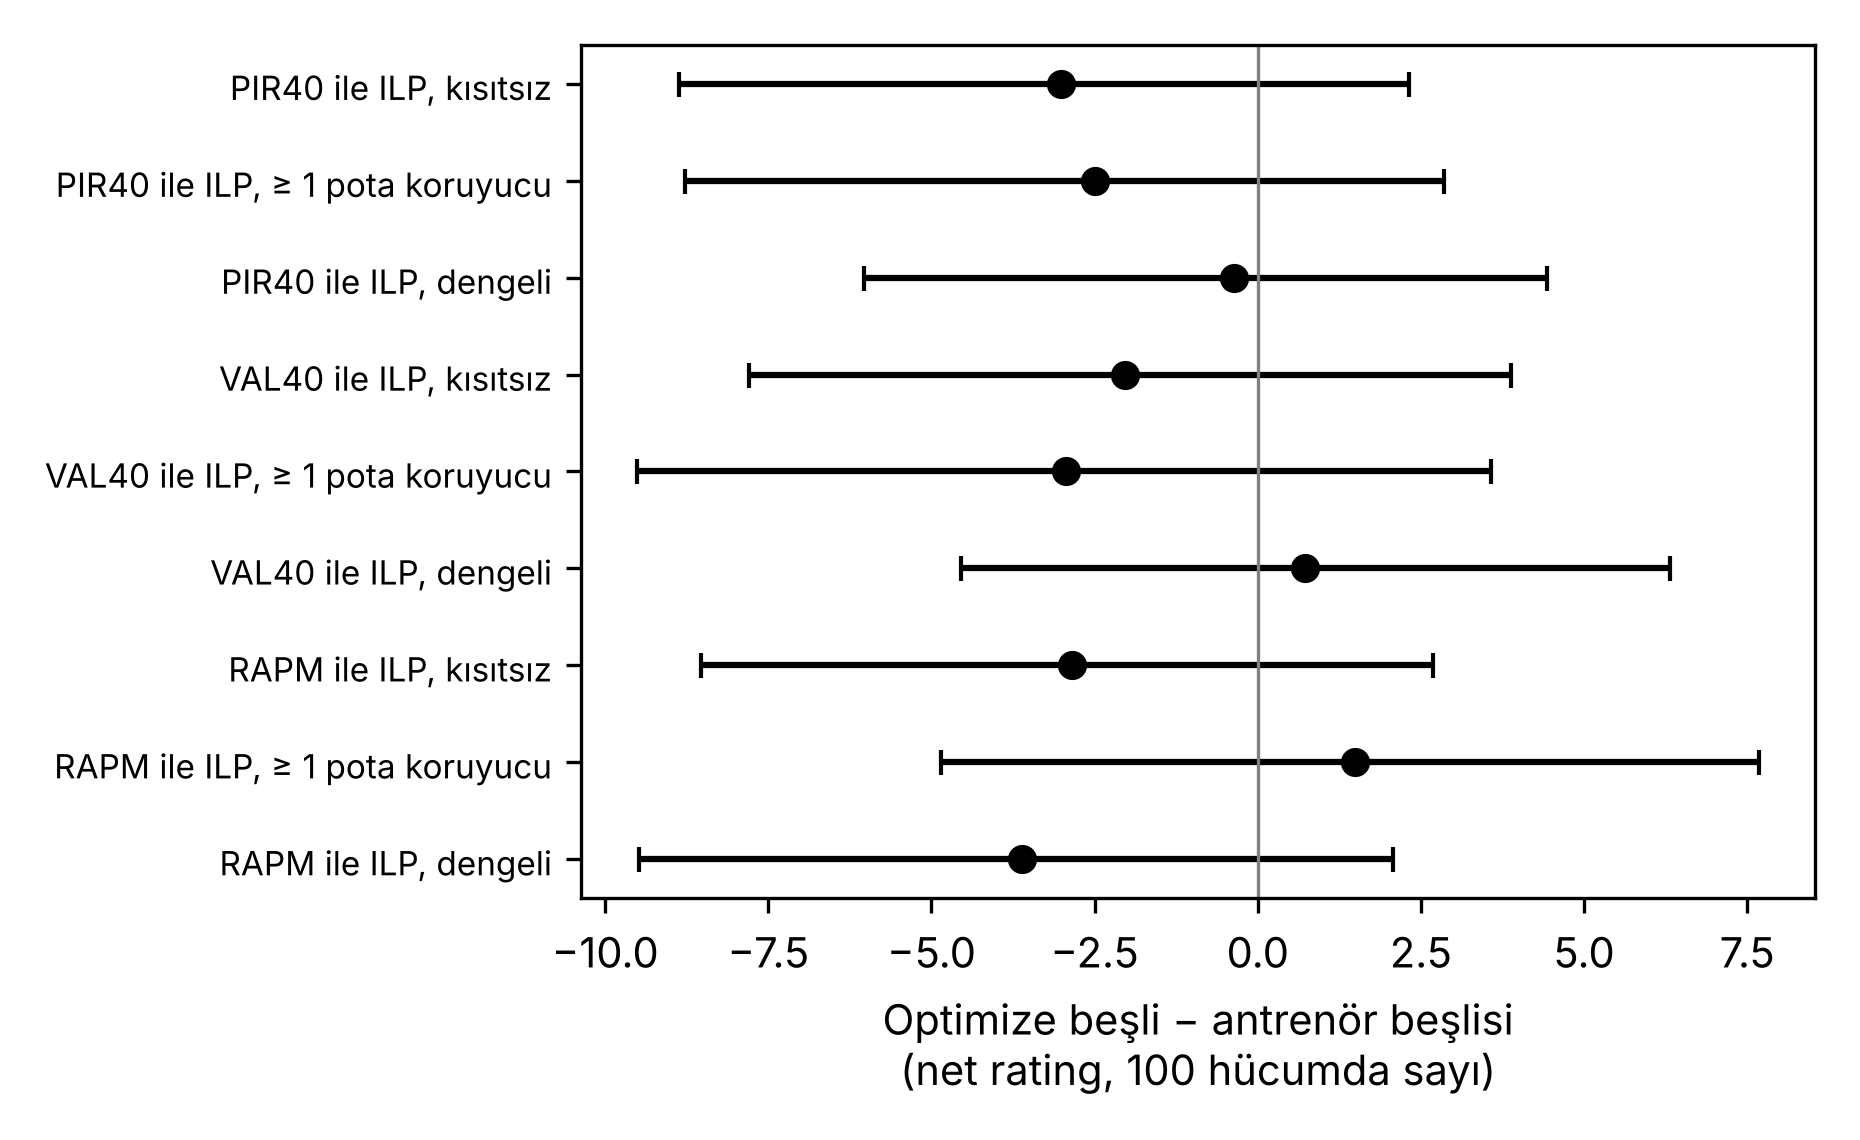 PIR40 ile ILP, kısıtsız
PIR40 ile ILP, ≥ 1 pota koruyucu
PIR40 ile ILP, dengeli
VAL40 ile ILP, kısıtsız
VAL40 ile ILP, ≥ 1 pota koruyucu
VAL40 ile ILP, dengeli
RAPM ile ILP, kısıtsız
RAPM ile ILP, ≥ 1 pota koruyucu
RAPM ile ILP, dengeli
−10.0 −7.5 −5.0 −2.5 0.0 2.5 5.0 7.5
Optimize beşli − antrenör beşlisi
(net rating, 100 hücumda sayı)